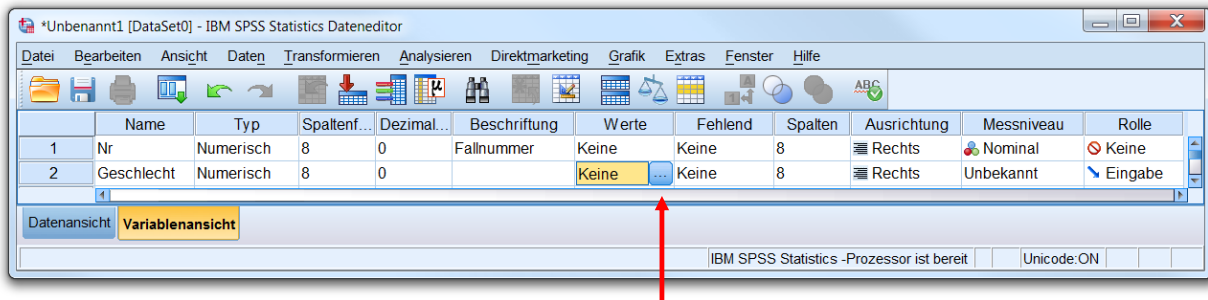 *Unbenannt1 [DataSet0] - IBM SPSS Statistics Dateneditor
Datei Bearbeiten Ansicht Daten Transformieren Analysieren Direktmarketing Grafik Extras Fenster Hilfe
Name Typ Spaltenf... Dezimal... Beschriftung Werte Fehlend Spalten Ausrichtung Messniveau Rolle
1 Nr Numerisch 8 0 Fallnummer Keine Keine 8 Rechts Nominal Keine
2 Geschlecht Numerisch 8 0 Keine ... Keine 8 Rechts Unbekannt Eingabe
Datenansicht Variablenansicht
IBM SPSS Statistics -Prozessor ist bereit Unicode:ON